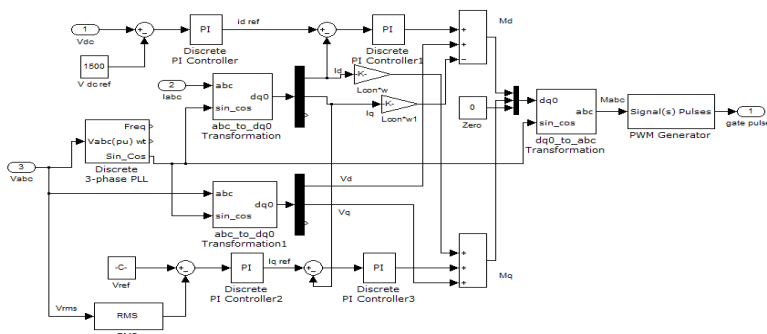 1
Vdc
1500
V dc ref
PI
Discrete
PI Controller
id ref
PI
Discrete
PI Controller1
Md
2
Iabc
abc
sin_cos
dq0
abc_to_dq0
Transformation
Id
-K-
Lcon*w
Iq
-K-
Lcon*w1
0
Zero
dq0
sin_cos
abc
dq0_to_abc
Transformation
Mabc
Signal(s) Pulses
PWM Generator
1
gate pulse
3
Vabc
Freq
Vabc(pu) wt
Sin_Cos
Discrete
3-phase PLL
abc
sin_cos
dq0
abc_to_dq0
Transformation1
Vd
Vq
-C-
Vref
PI
Discrete
PI Controller2
Iq ref
PI
Discrete
PI Controller3
Mq
Vrms
RMS